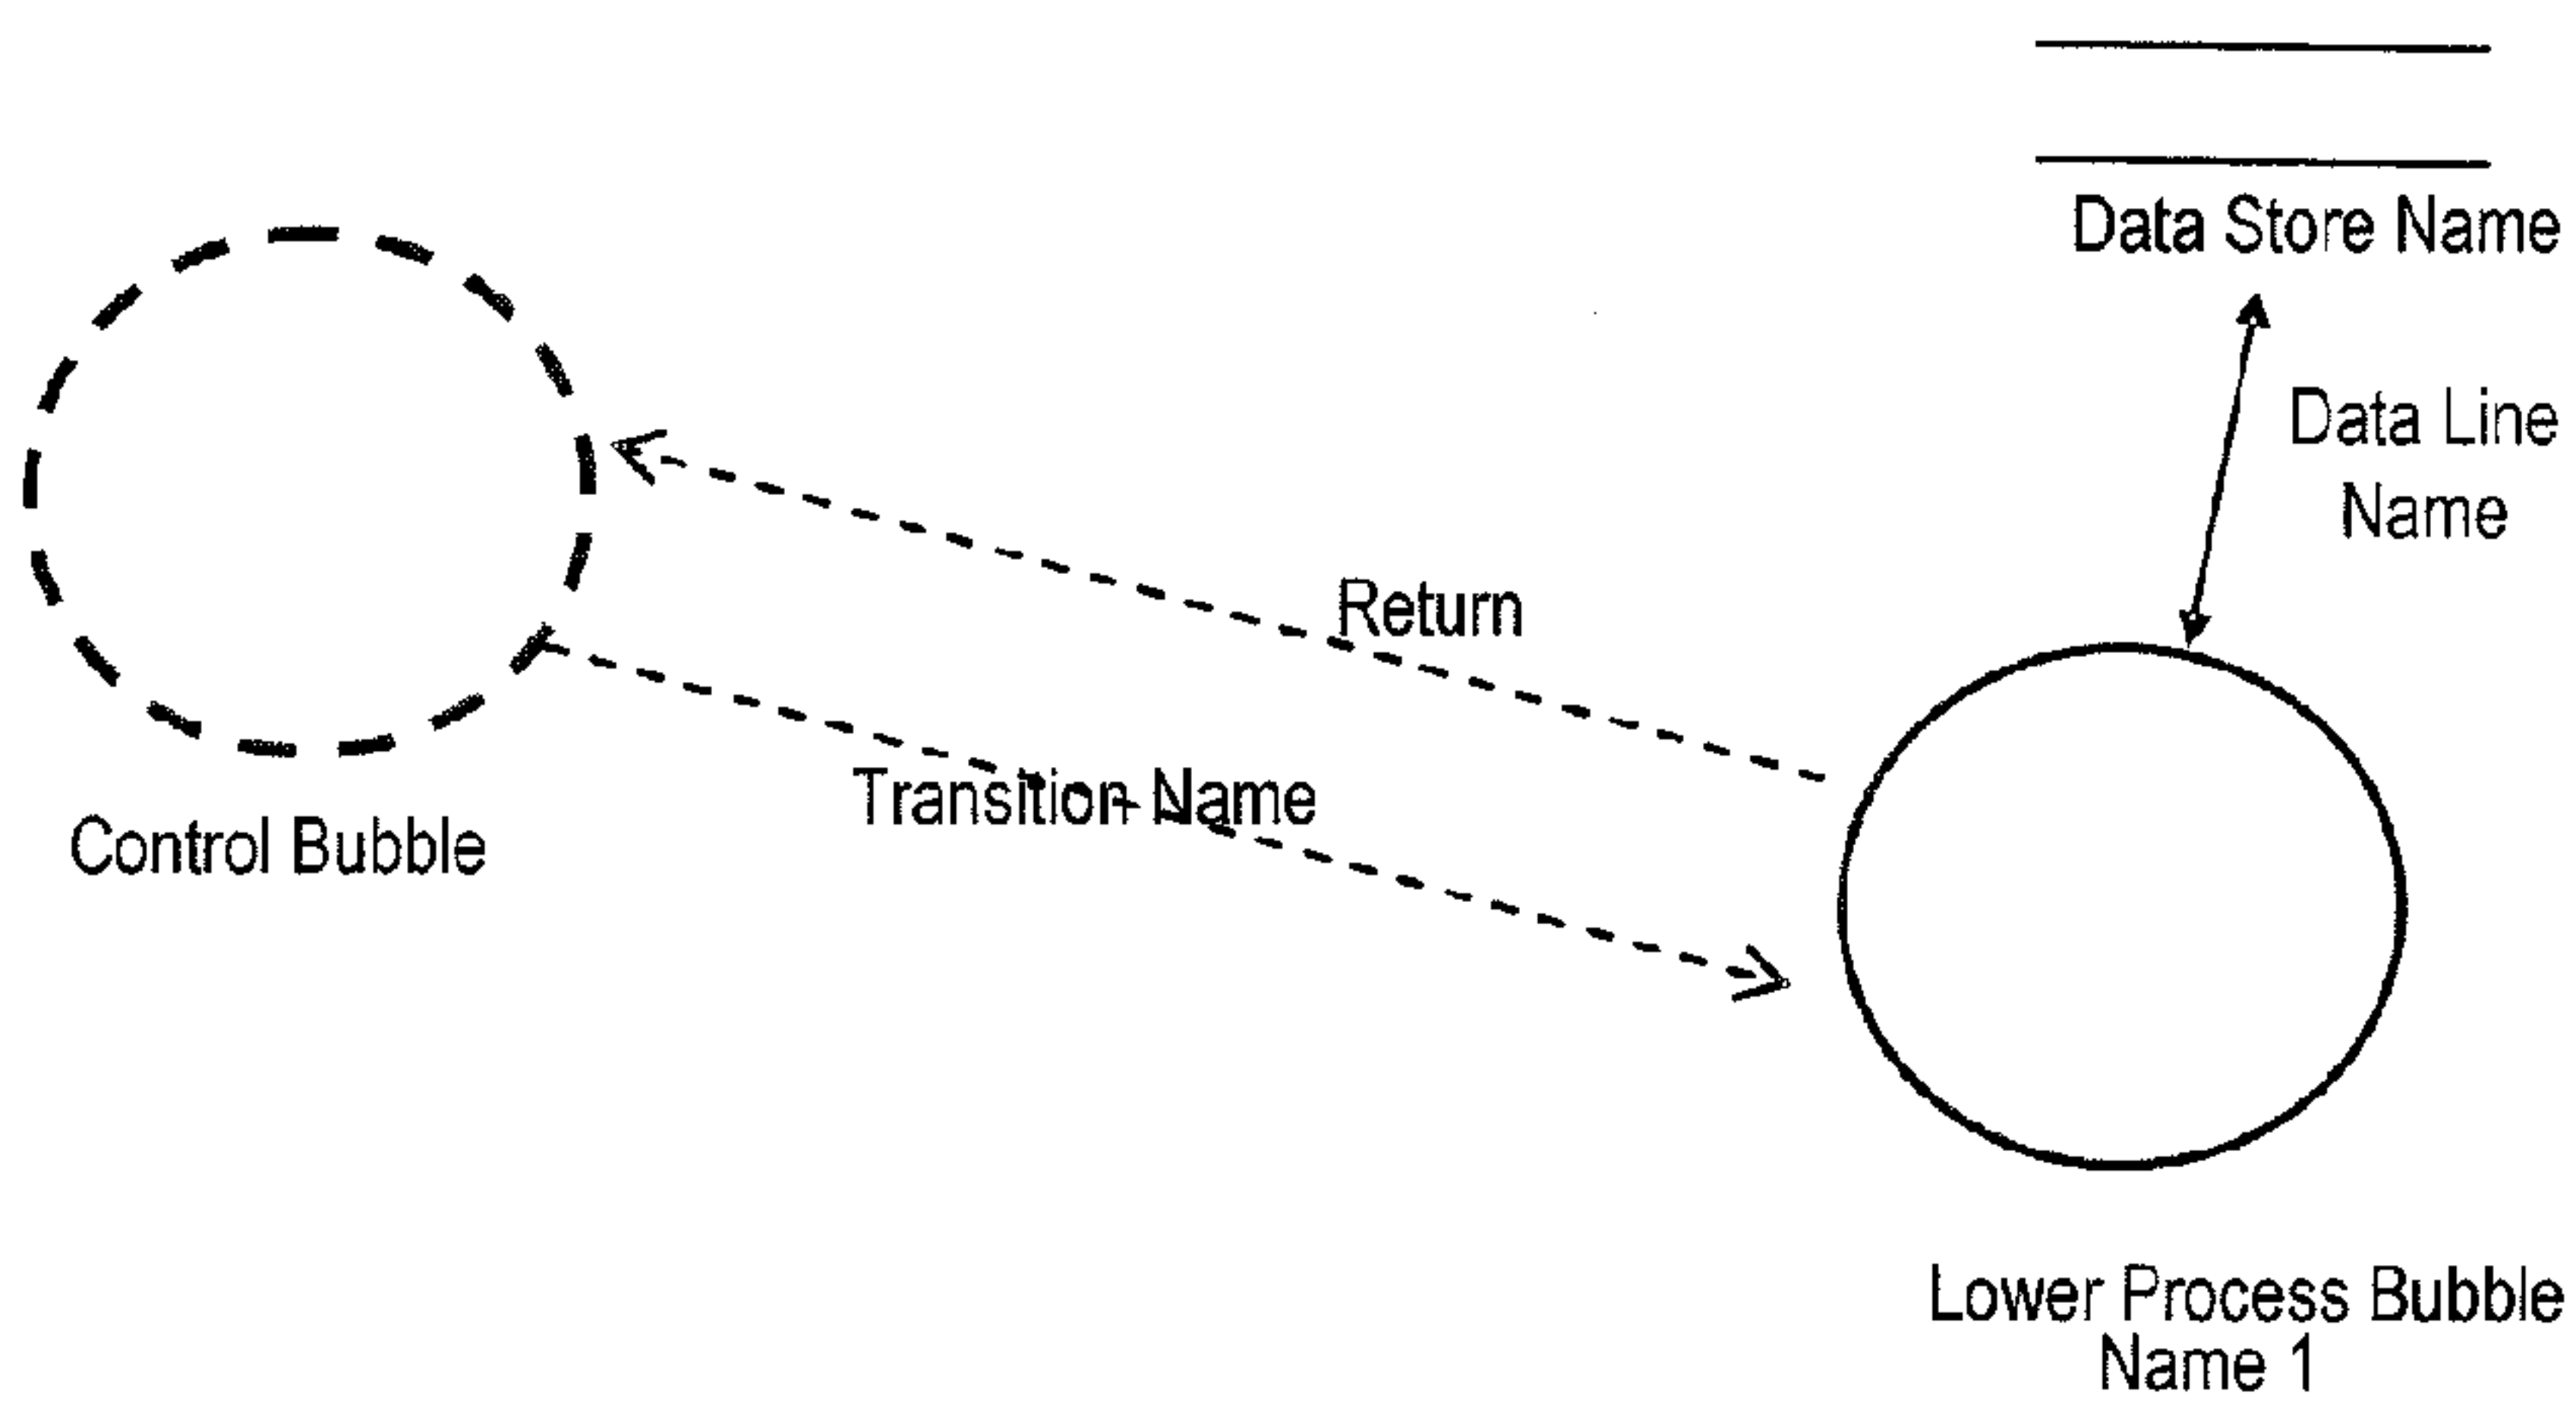 Data Store Name
Data Line
Name
Return
Transition Name
Control Bubble
Lower Process Bubble
Name 1